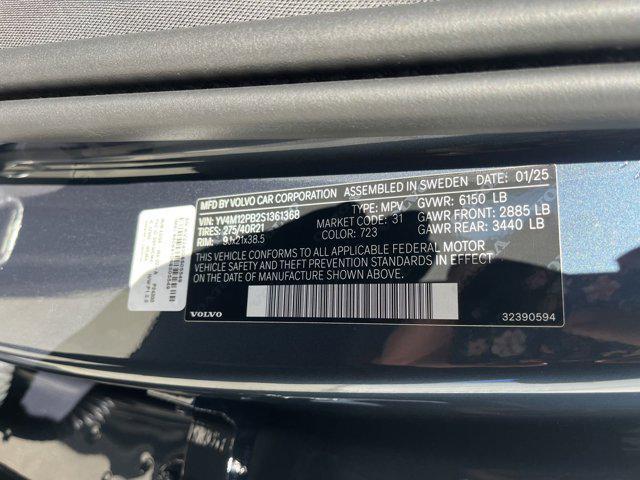 MFD BY VOLVO CAR CORPORATION ASSEMBLED IN SWEDEN DATE: 01/25
VIN: YV4M12PB2S1361368 TYPE: MPV GVWR: 6150 LB
TIRES: 275/40R21 MARKET CODE: 31 GAWR FRONT: 2885 LB
RIM: 9Jx21x38.5 COLOR: 723 GAWR REAR: 3440 LB
THIS VEHICLE CONFORMS TO ALL APPLICABLE FEDERAL MOTOR
VEHICLE SAFETY AND THEFT PREVENTION STANDARDS IN EFFECT
ON THE DATE OF MANUFACTURE SHOWN ABOVE.
VOLVO 32390594